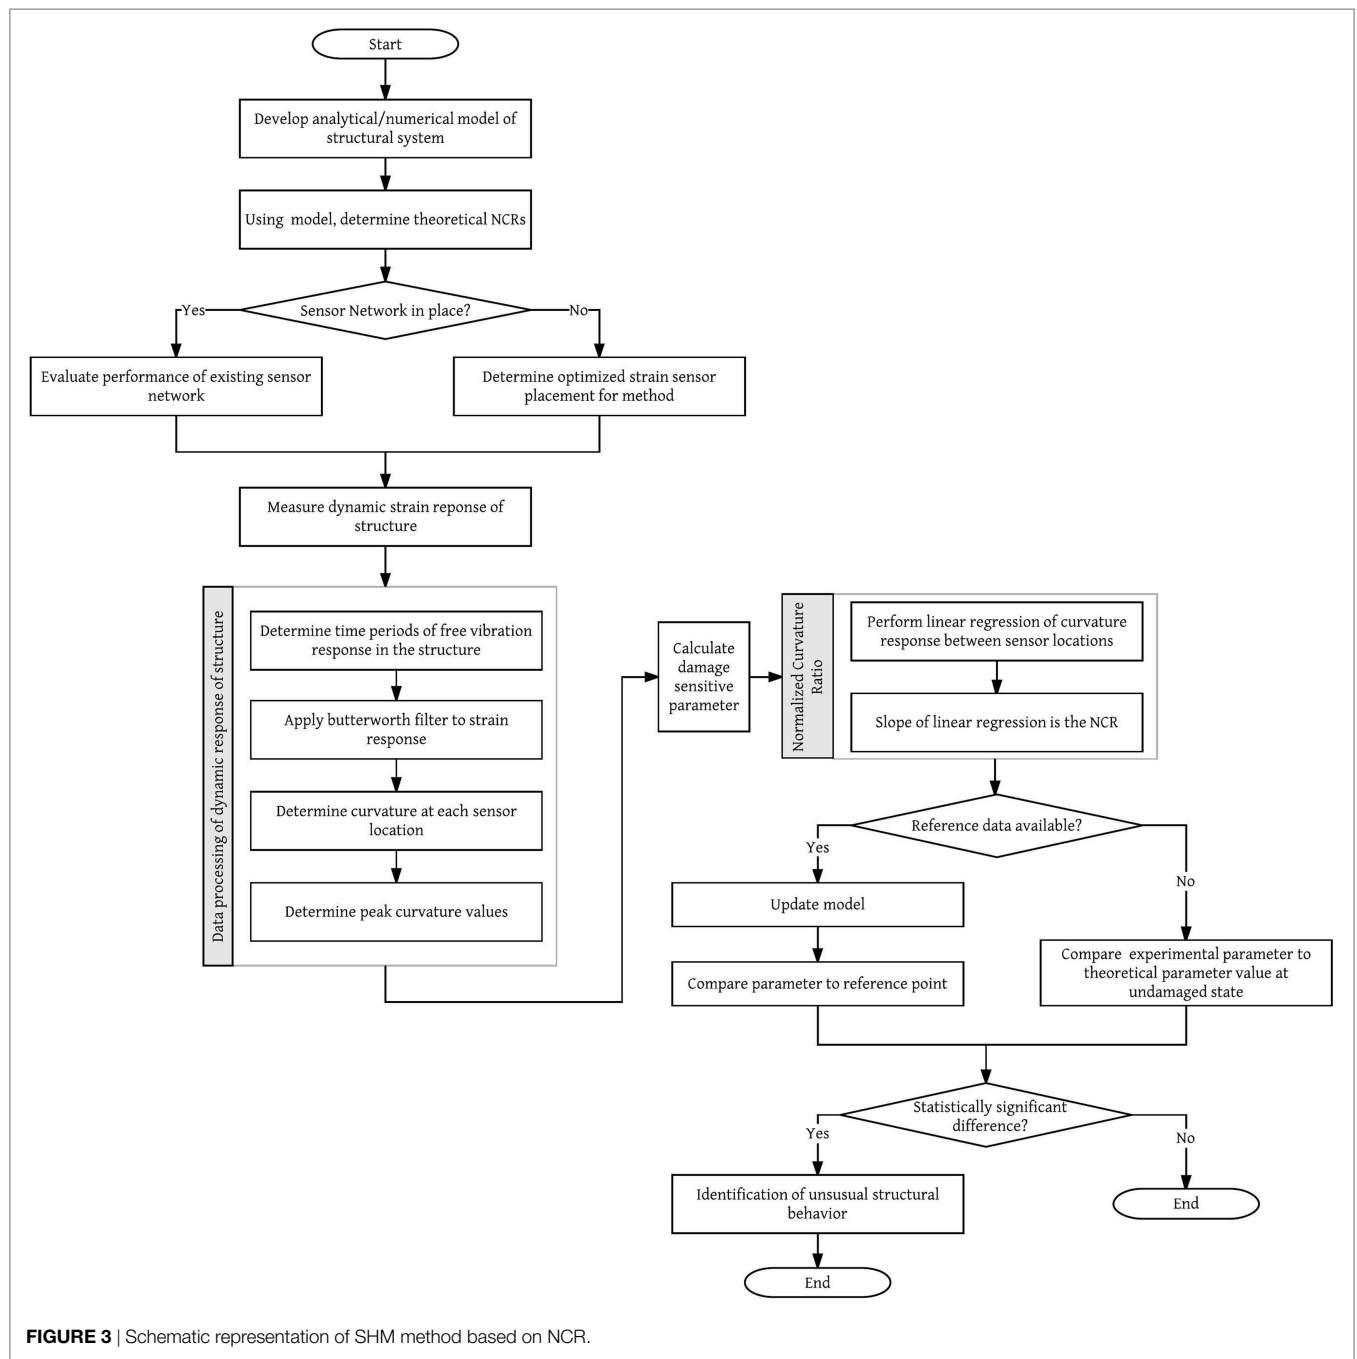 Start
Develop analytical/numerical model of
structural system
Using model, determine theoretical NCRs
Sensor Network in place?
Yes
No
Evaluate performance of existing sensor
network
Determine optimized strain sensor
placement for method
Measure dynamic strain reponse of
structure
Data processing of dynamic response of structure
Determine time periods of free vibration
response in the structure
Apply butterworth filter to strain
response
Determine curvature at each sensor
location
Determine peak curvature values
Calculate
damage
sensitive
parameter
Normalized Curvature
Ratio
Perform linear regression of curvature
response between sensor locations
Slope of linear regression is the NCR
Reference data available?
Yes
No
Update model
Compare parameter to reference point
Compare experimental parameter to
theoretical parameter value at
undamaged state
Statistically significant
difference?
Yes
No
Identification of unsusual structural
behavior
End
End
FIGURE 3 | Schematic representation of SHM method based on NCR.